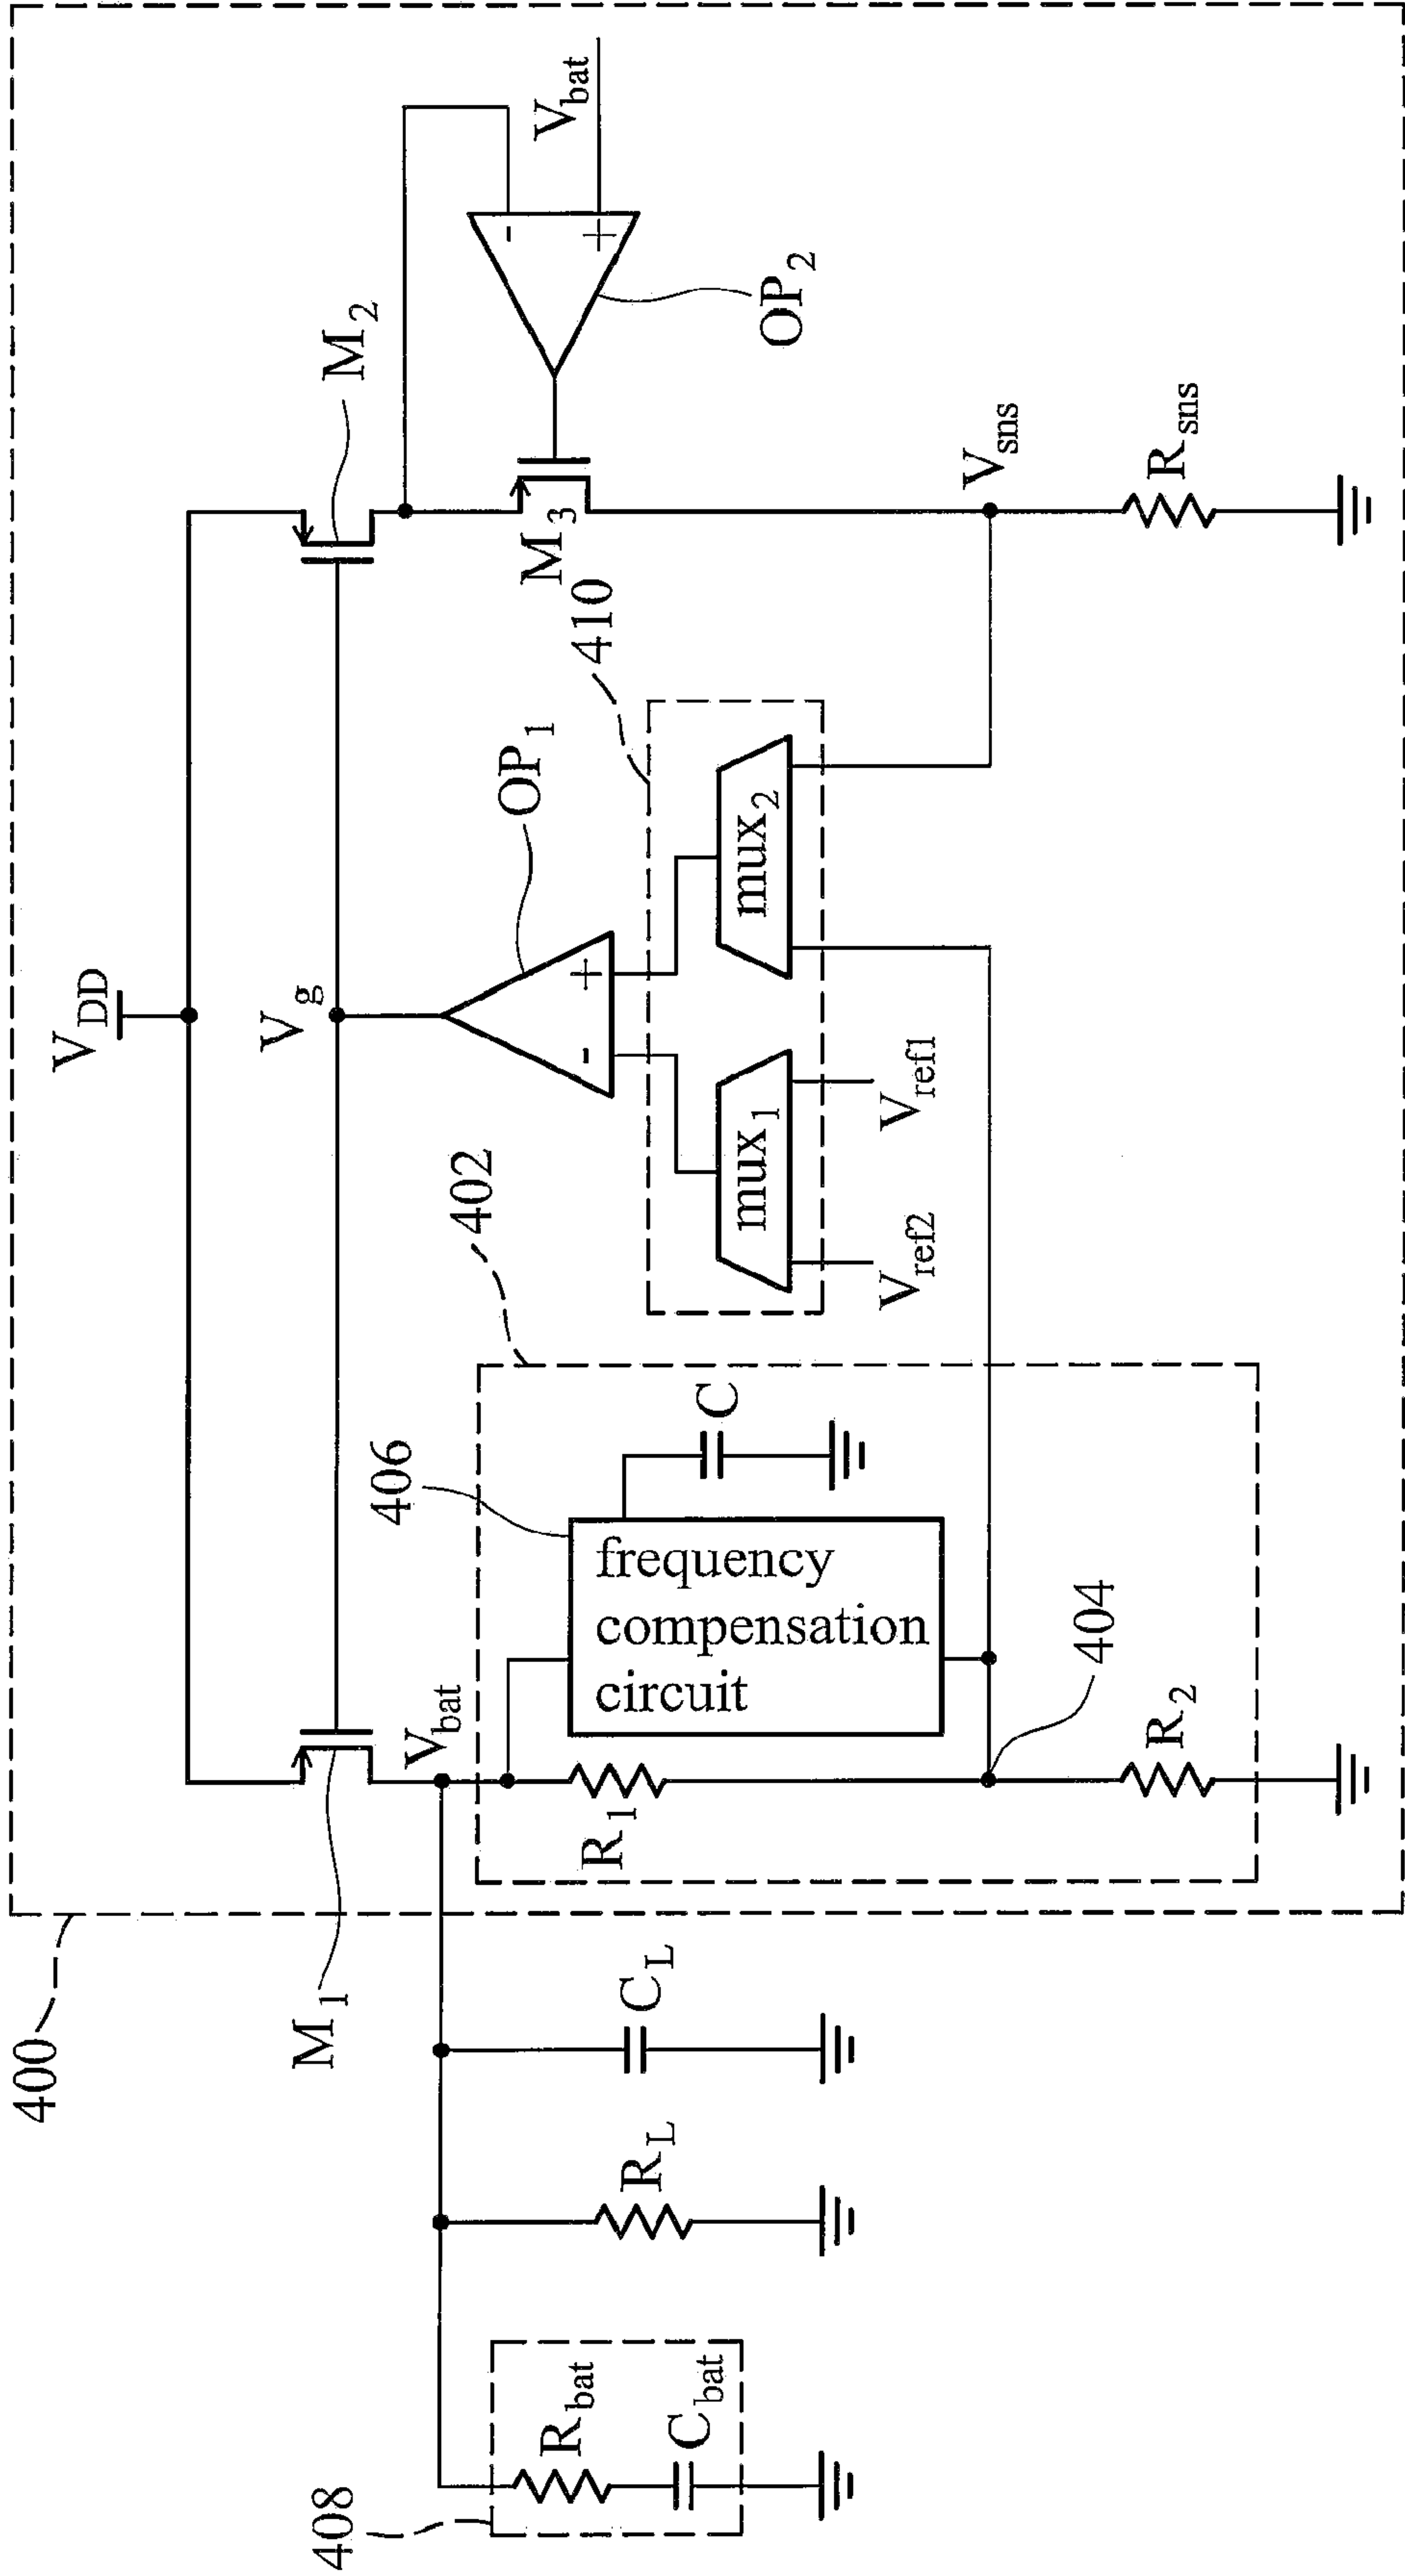 400
V_DD
V_g
M_1
M_2
V_bat
V_bat
-
+
OP_2
OP_1
-
+
M_3
410
mux_1
mux_2
V_ref2
V_ref1
V_sns
R_sns
402
406
frequency
compensation
circuit
C
R_1
404
R_2
C_L
R_L
408
R_bat
C_bat